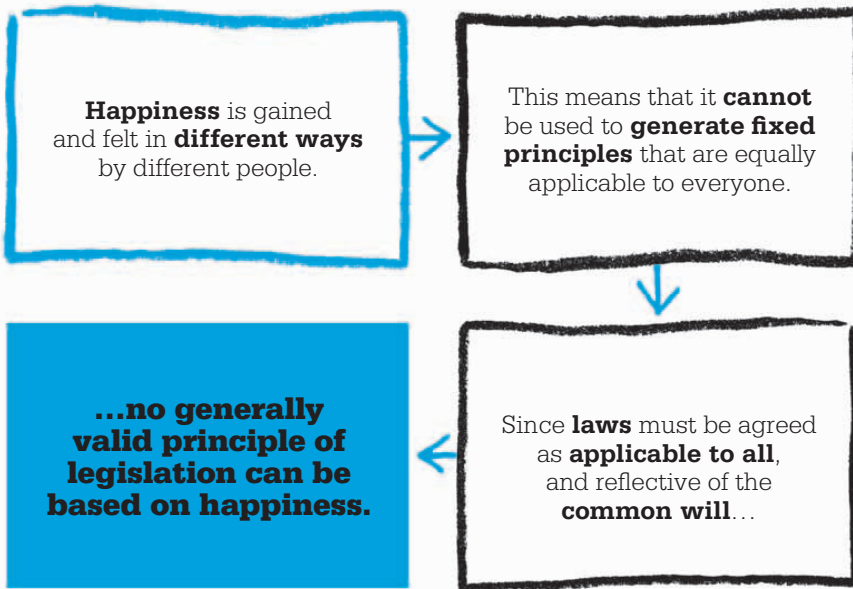 Happiness is gained
and felt in different ways
by different people.
This means that it cannot
be used to generate fixed
principles that are equally
applicable to everyone.
Since laws must be agreed
as applicable to all,
and reflective of the
common will...
...no generally
valid principle of
legislation can be
based on happiness.